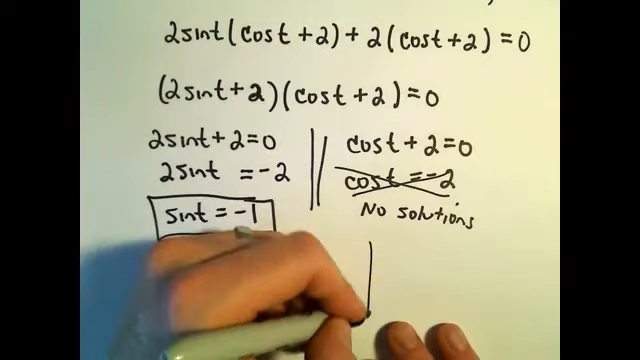 2sint(cost+2)+2(cost+2)=0
(2sint+2)(cost+2)=0
2sint+2=0
2sint =-2
sint=-1
cost+2=0
cost=-2
No solutions